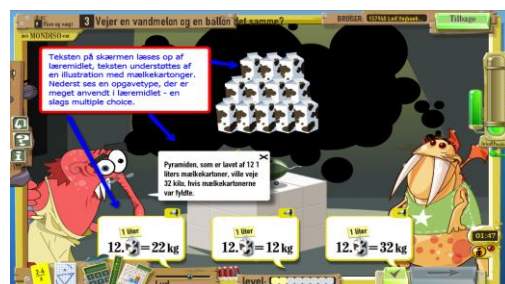 3 Vejer en vandmelon og en ballon det samme?
BRUGER:
Tilbage
MONDISO
Teksten på skærmen læses op af
læremidlet, teksten understøttes af
en illustration med mælkekartonger.
Nederst ses en opgavetype, der er
meget anvendt i læremidlet - en
slags multiple choice.
Pyramiden, som er lavet af 12 1
liters mælkekartoner, ville veje
32 kilo, hvis mælkekartonerne
var fyldte.
1 liter
12. = 22 kg
1 liter
12. = 12 kg
1 liter
12. = 32 kg
01:47
level: